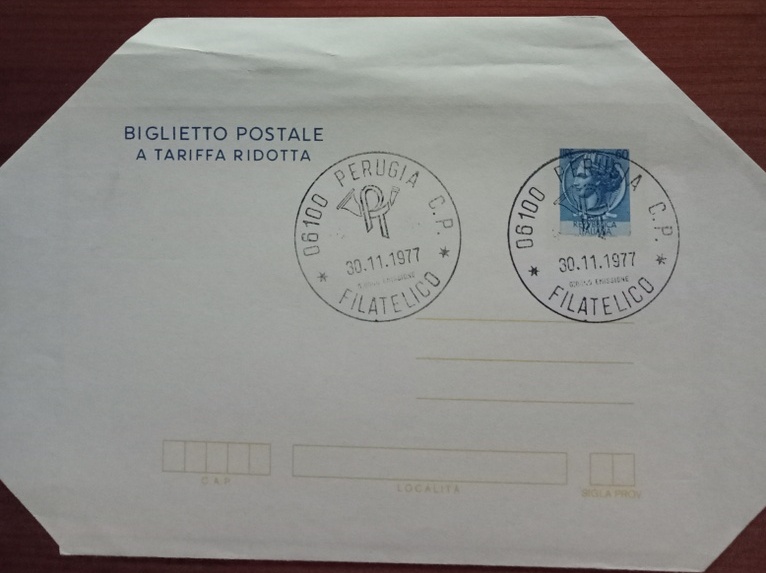 BIGLIETTO POSTALE
A TARIFFA RIDOTTA
06100 PERUGIA C.P.
30.11.1977
* FILATELICO *
60
06100 PERUGIA C.P.
30.11.1977
* FILATELICO *
C.A.P.
LOCALITÀ
SIGLA PROV.